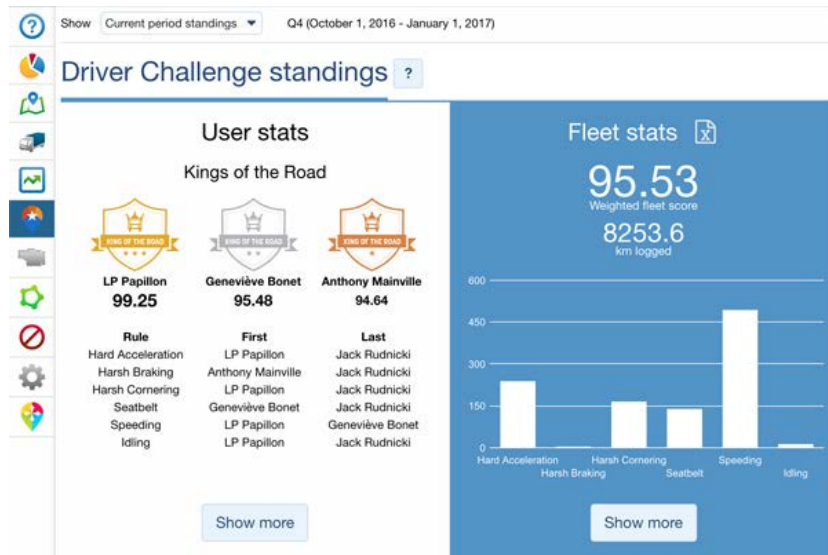 Show Current period standings Q4 (October 1, 2016 - January 1, 2017)
Driver Challenge standings ?
User stats
Kings of the Road
KING OF THE ROAD KING OF THE ROAD KING OF THE ROAD
LP Papillon Geneviève Bonet Anthony Mainville
99.25 95.48 94.64
Rule First Last
Hard Acceleration LP Papillon Jack Rudnicki
Harsh Braking Anthony Mainville Jack Rudnicki
Harsh Cornering LP Papillon Jack Rudnicki
Seatbelt Geneviève Bonet Jack Rudnicki
Speeding LP Papillon Geneviève Bonet
Idling LP Papillon Jack Rudnicki
Show more
Fleet stats
95.53
Weighted fleet score
8253.6
km logged
600
450
300
150
0
Hard Acceleration Harsh Cornering Speeding
Harsh Braking Seatbelt Idling
Show more